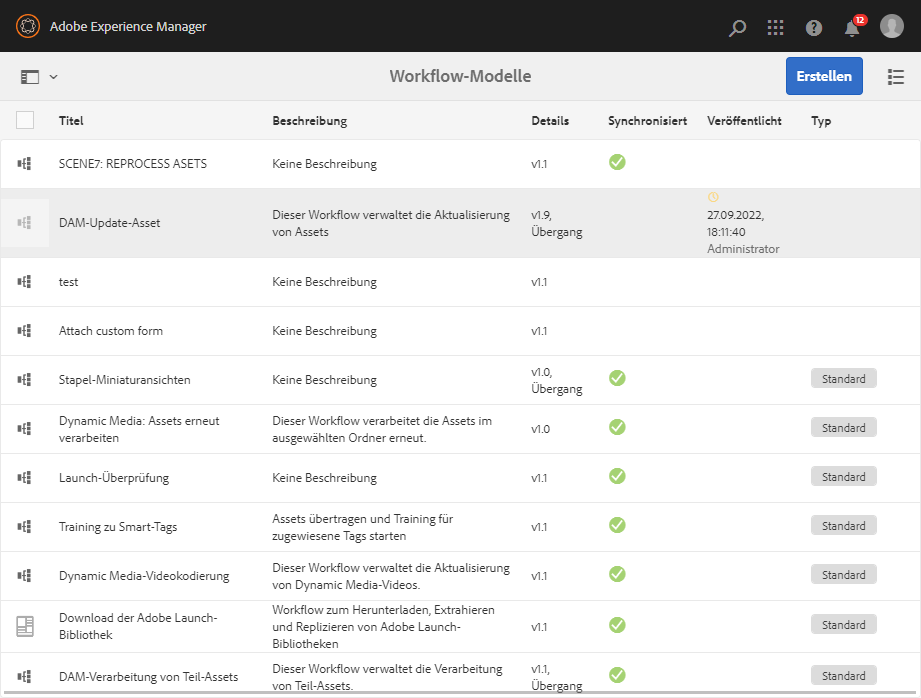 Adobe Experience Manager
12
Workflow-Modelle
Erstellen
Titel Beschreibung Details Synchronisiert Veröffentlicht Typ
SCENE7: REPROCESS ASETS Keine Beschreibung v1.1
DAM-Update-Asset Dieser Workflow verwaltet die Aktualisierung von Assets v1.9, Übergang 27.09.2022, 18:11:40 Administrator
test Keine Beschreibung v1.1
Attach custom form Keine Beschreibung v1.1
Stapel-Miniaturansichten Keine Beschreibung v1.0, Übergang Standard
Dynamic Media: Assets erneut verarbeiten Dieser Workflow verarbeitet die Assets im ausgewählten Ordner erneut. v1.0 Standard
Launch-Überprüfung Keine Beschreibung v1.1 Standard
Training zu Smart-Tags Assets übertragen und Training für zugewiesene Tags starten v1.1 Standard
Dynamic Media-Videokodierung Dieser Workflow verwaltet die Aktualisierung von Dynamic Media-Videos. v1.1 Standard
Download der Adobe Launch-Bibliothek Workflow zum Herunterladen, Extrahieren und Replizieren von Adobe Launch-Bibliotheken v1.1 Standard
DAM-Verarbeitung von Teil-Assets Dieser Workflow verwaltet die Verarbeitung von Teil-Assets. v1.1, Übergang Standard